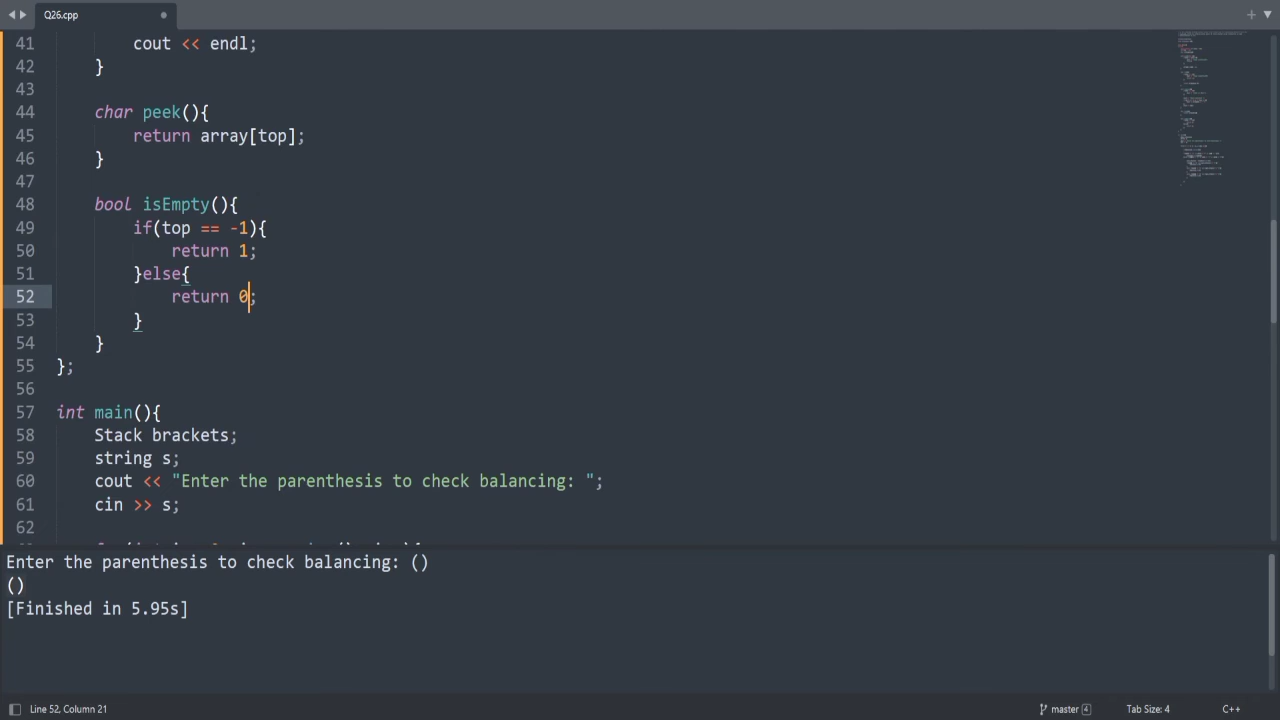 Q26.cpp
41 cout << endl;
42 }
43
44 char peek(){
45 return array[top];
46 }
47
48 bool isEmpty(){
49 if(top == -1){
50 return 1;
51 }else{
52 return 0;
53 }
54 }
55 };
56
57 int main(){
58 Stack brackets;
59 string s;
60 cout << "Enter the parenthesis to check balancing: ";
61 cin >> s;
62
Enter the parenthesis to check balancing: ()
()
[Finished in 5.95s]
Line 52, Column 21 master 4 Tab Size: 4 C++